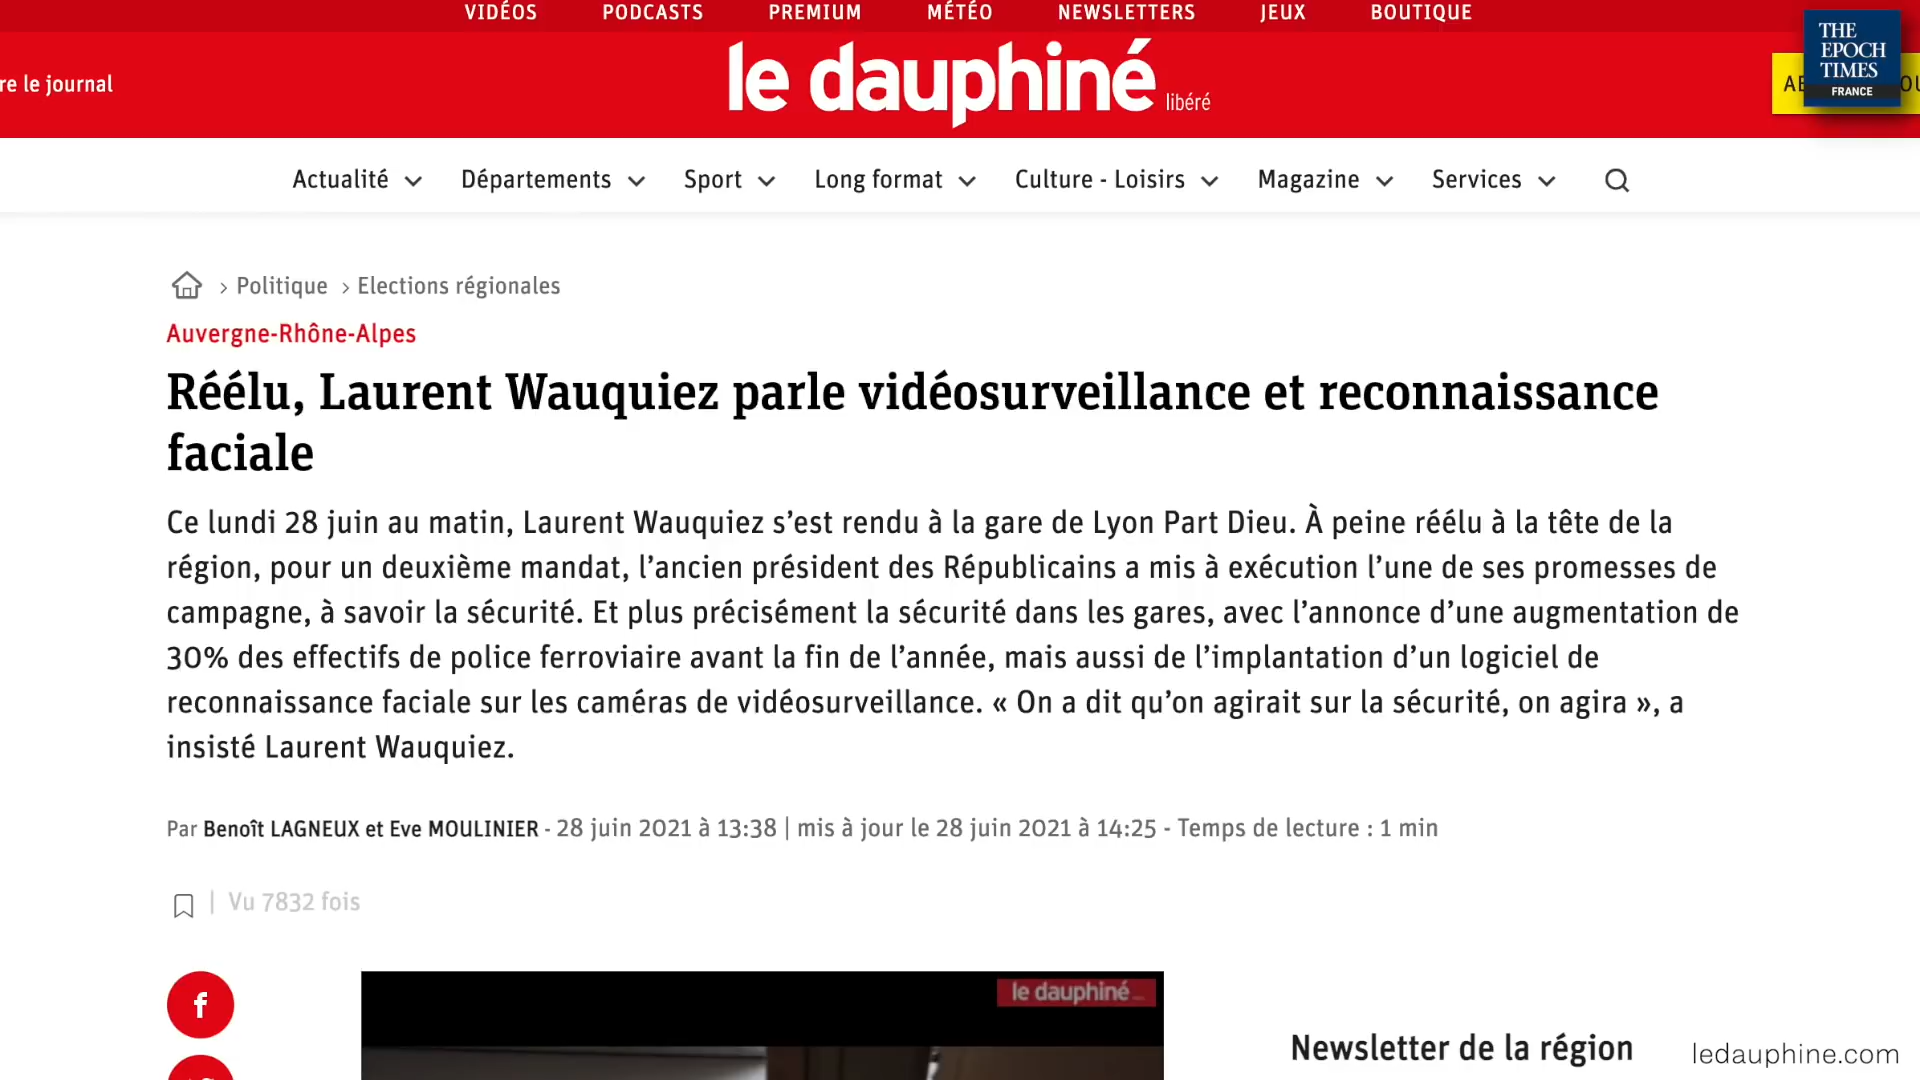 VIDÉOS PODCASTS PREMIUM MÉTÉO NEWSLETTERS JEUX BOUTIQUE
THE
EPOCH
TIMES
FRANCE
re le journal
le dauphiné libéré
Actualité Départements Sport Long format Culture - Loisirs Magazine Services
Politique Elections régionales
Auvergne-Rhône-Alpes
Réélu, Laurent Wauquiez parle vidéosurveillance et reconnaissance
faciale
Ce lundi 28 juin au matin, Laurent Wauquiez s’est rendu à la gare de Lyon Part Dieu. À peine réélu à la tête de la
région, pour un deuxième mandat, l’ancien président des Républicains a mis à exécution l’une de ses promesses de
campagne, à savoir la sécurité. Et plus précisément la sécurité dans les gares, avec l’annonce d’une augmentation de
30% des effectifs de police ferroviaire avant la fin de l’année, mais aussi de l’implantation d’un logiciel de
reconnaissance faciale sur les caméras de vidéosurveillance. « On a dit qu’on agirait sur la sécurité, on agira », a
insisté Laurent Wauquiez.
Par Benoît LAGNEUX et Eve MOULINIER - 28 juin 2021 à 13:38 | mis à jour le 28 juin 2021 à 14:25 - Temps de lecture : 1 min
| Vu 7832 fois
le dauphiné
Newsletter de la région
ledauphine.com